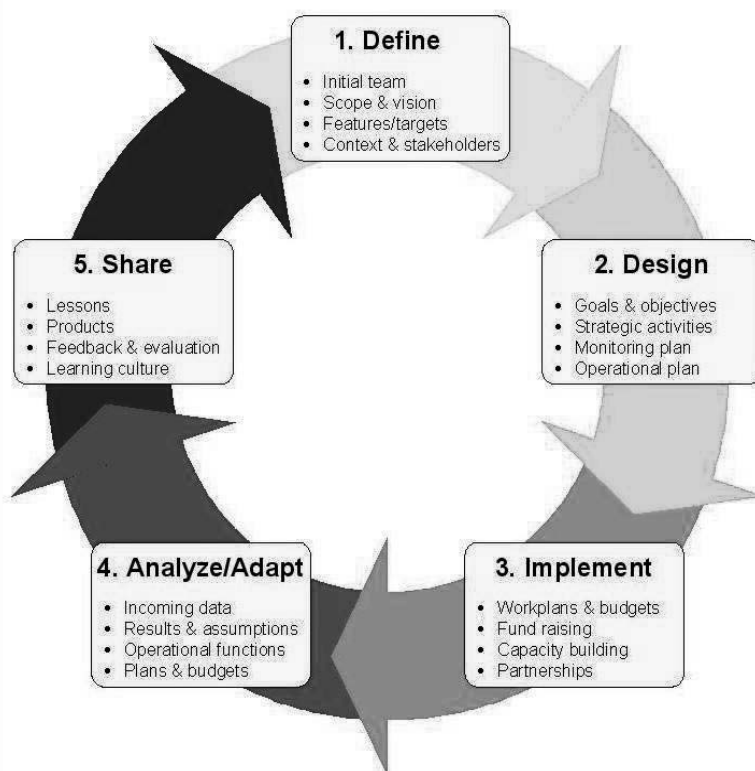 1. Define
• Initial team
• Scope & vision
• Features/targets
• Context & stakeholders
2. Design
• Goals & objectives
• Strategic activities
• Monitoring plan
• Operational plan
3. Implement
• Workplans & budgets
• Fund raising
• Capacity building
• Partnerships
4. Analyze/Adapt
• Incoming data
• Results & assumptions
• Operational functions
• Plans & budgets
5. Share
• Lessons
• Products
• Feedback & evaluation
• Learning culture